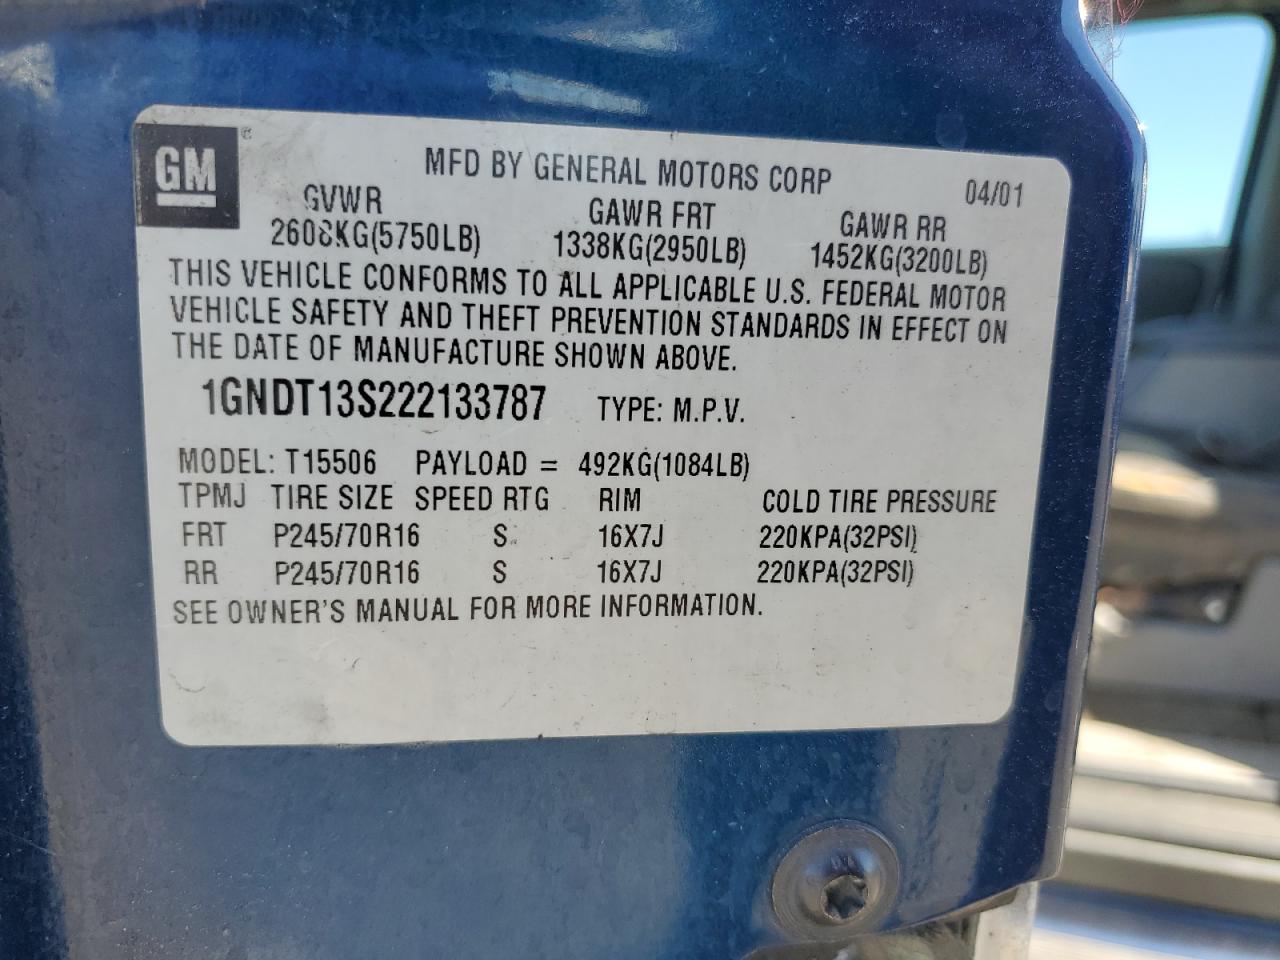 GM®
MFD BY GENERAL MOTORS CORP 04/01
GVWR GAWR FRT GAWR RR
2608KG(5750LB) 1338KG(2950LB) 1452KG(3200LB)
THIS VEHICLE CONFORMS TO ALL APPLICABLE U.S. FEDERAL MOTOR
VEHICLE SAFETY AND THEFT PREVENTION STANDARDS IN EFFECT ON
THE DATE OF MANUFACTURE SHOWN ABOVE.
1GNDT13S222133787 TYPE: M.P.V.
MODEL: T15506 PAYLOAD = 492KG(1084LB)
TPMJ TIRE SIZE SPEED RTG RIM COLD TIRE PRESSURE
FRT P245/70R16 S 16X7J 220KPA(32PSI)
RR P245/70R16 S 16X7J 220KPA(32PSI)
SEE OWNER'S MANUAL FOR MORE INFORMATION.